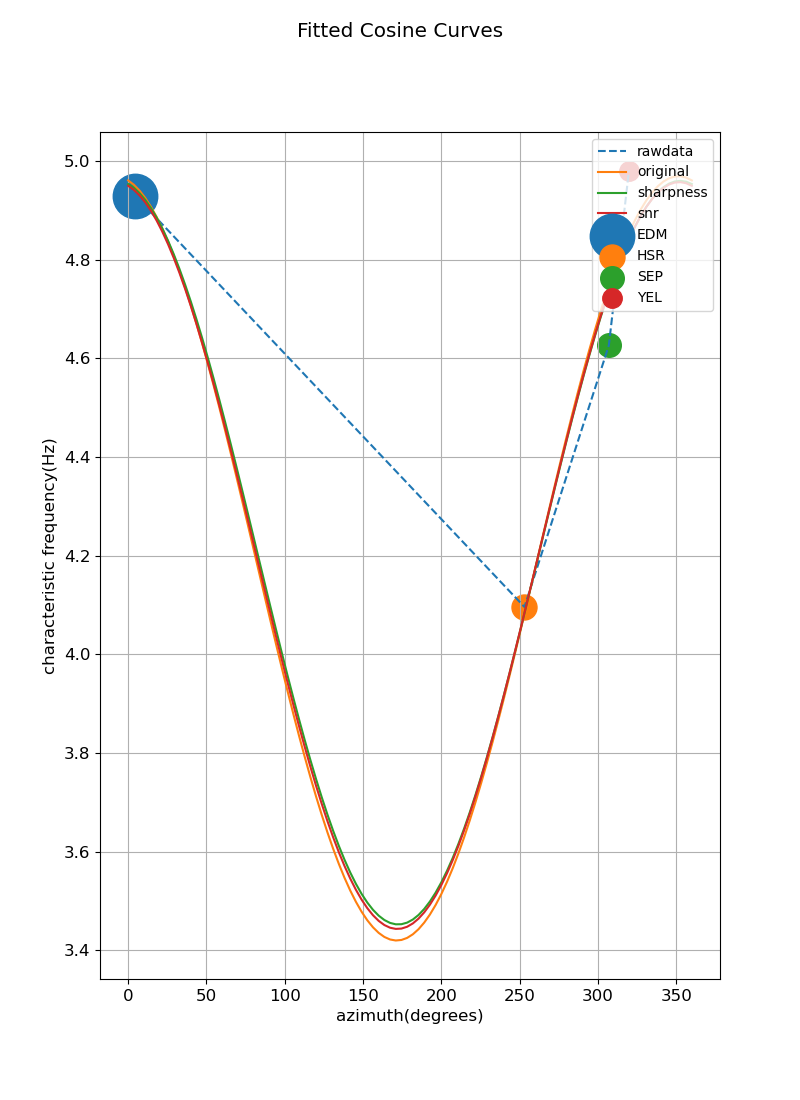 Fitted Cosine Curves
rawdata
original
sharpness
snr
EDM
HSR
SEP
YEL
5.0
4.8
4.6
4.4
4.2
4.0
3.8
3.6
3.4
characteristic frequency(Hz)
0 50 100 150 200 250 300 350
azimuth(degrees)